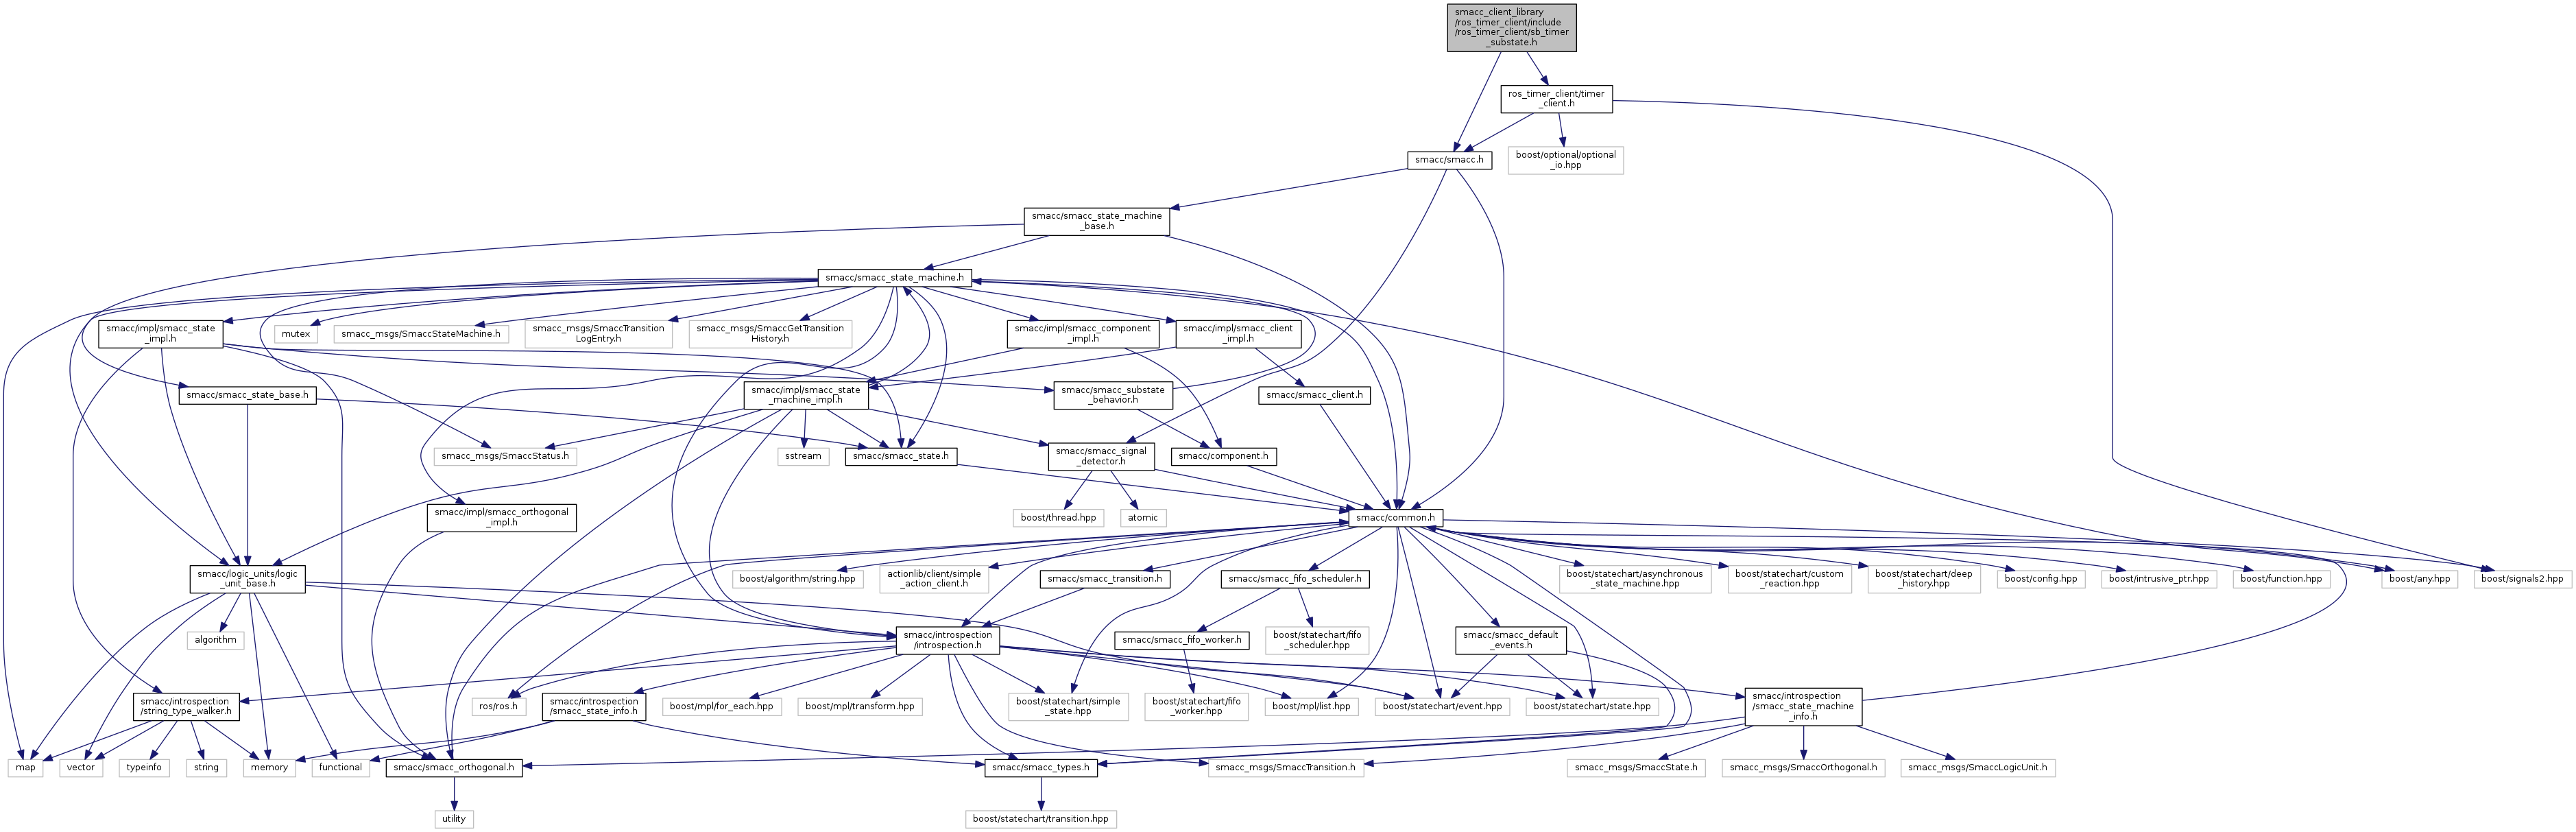 smacc_client_library
/ros_timer_client/include
/ros_timer_client/sb_timer
_substate.h
ros_timer_client/timer
_client.h
smacc/smacc.h
boost/optional/optional
_io.hpp
smacc/smacc_state_machine
_base.h
smacc/smacc_state_machine.h
smacc/impl/smacc_state
_impl.h
mutex
smacc_msgs/SmaccStateMachine.h
smacc_msgs/SmaccTransition
LogEntry.h
smacc_msgs/SmaccGetTransition
History.h
smacc/impl/smacc_component
_impl.h
smacc/impl/smacc_client
_impl.h
smacc/smacc_state_base.h
smacc/impl/smacc_state
_machine_impl.h
smacc/smacc_substate
_behavior.h
smacc/smacc_client.h
smacc_msgs/SmaccStatus.h
sstream
smacc/smacc_state.h
smacc/smacc_signal
_detector.h
smacc/component.h
smacc/impl/smacc_orthogonal
_impl.h
boost/thread.hpp
atomic
smacc/common.h
smacc/logic_units/logic
_unit_base.h
boost/algorithm/string.hpp
actionlib/client/simple
_action_client.h
smacc/smacc_transition.h
smacc/smacc_fifo_scheduler.h
boost/statechart/asynchronous
_state_machine.hpp
boost/statechart/custom
_reaction.hpp
boost/statechart/deep
_history.hpp
boost/config.hpp
boost/intrusive_ptr.hpp
boost/function.hpp
boost/any.hpp
boost/signals2.hpp
algorithm
smacc/introspection
/introspection.h
smacc/smacc_fifo_worker.h
boost/statechart/fifo
_scheduler.hpp
smacc/smacc_default
_events.h
smacc/introspection
/string_type_walker.h
ros/ros.h
smacc/introspection
/smacc_state_info.h
boost/mpl/for_each.hpp
boost/mpl/transform.hpp
boost/statechart/simple
_state.hpp
boost/statechart/fifo
_worker.hpp
boost/mpl/list.hpp
boost/statechart/event.hpp
boost/statechart/state.hpp
smacc/introspection
/smacc_state_machine
_info.h
map
vector
typeinfo
string
memory
functional
smacc/smacc_orthogonal.h
smacc/smacc_types.h
smacc_msgs/SmaccTransition.h
smacc_msgs/SmaccState.h
smacc_msgs/SmaccOrthogonal.h
smacc_msgs/SmaccLogicUnit.h
utility
boost/statechart/transition.hpp